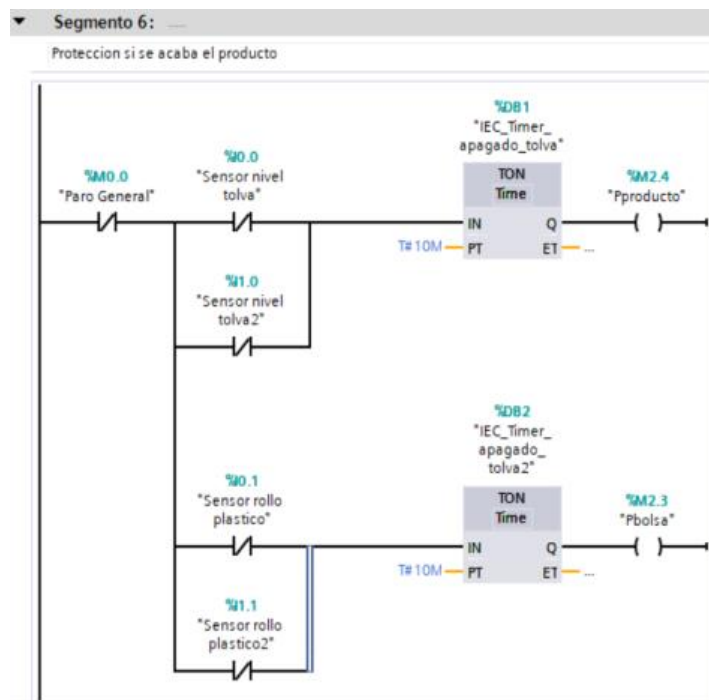 Segmento 6: ....
Proteccion si se acaba el producto
%DB1
"IEC_Timer_
apagado_tolva"
%M0.0
"Paro General"
%I0.0
"Sensor nivel
tolva"
TON
Time
%M2.4
"Pproducto"
IN
Q
T#10M
PT
ET
...
%I1.0
"Sensor nivel
tolva2"
%DB2
"IEC_Timer_
apagado_
tolva2"
%I0.1
"Sensor rollo
plastico"
TON
Time
%M2.3
"Pbolsa"
IN
Q
T#10M
PT
ET
...
%I1.1
"Sensor rollo
plastico2"